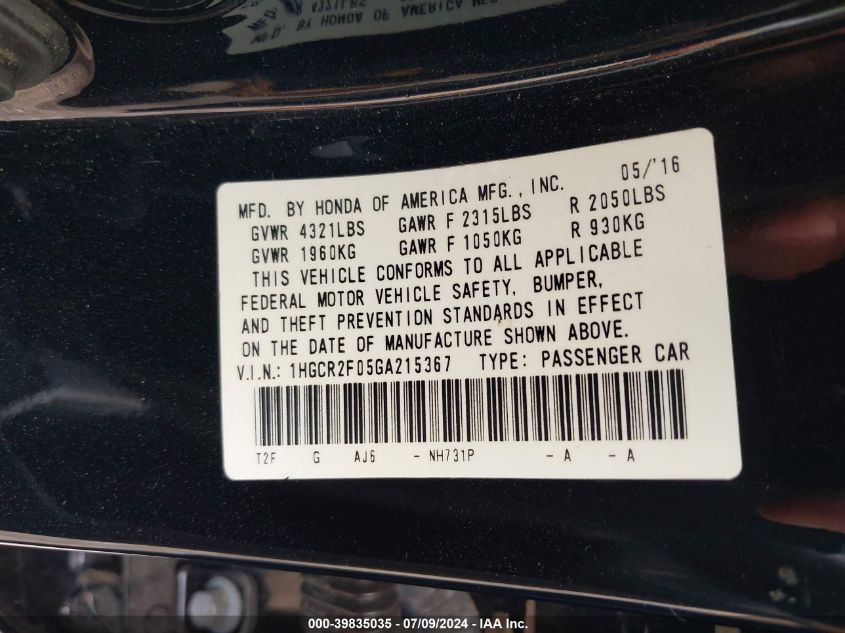 MFD. BY HONDA OF AMERICA MFG., INC. 05/'16
GVWR 4321LBS GAWR F 2315LBS R 2050LBS
GVWR 1960KG GAWR F 1050KG R 930KG
THIS VEHICLE CONFORMS TO ALL APPLICABLE
FEDERAL MOTOR VEHICLE SAFETY, BUMPER,
AND THEFT PREVENTION STANDARDS IN EFFECT
ON THE DATE OF MANUFACTURE SHOWN ABOVE.
V.I.N.: 1HGCR2F05GA215367 TYPE: PASSENGER CAR
T2F G AJ6 - NH731P - A - A
000-39835035 - 07/09/2024 - IAA Inc.